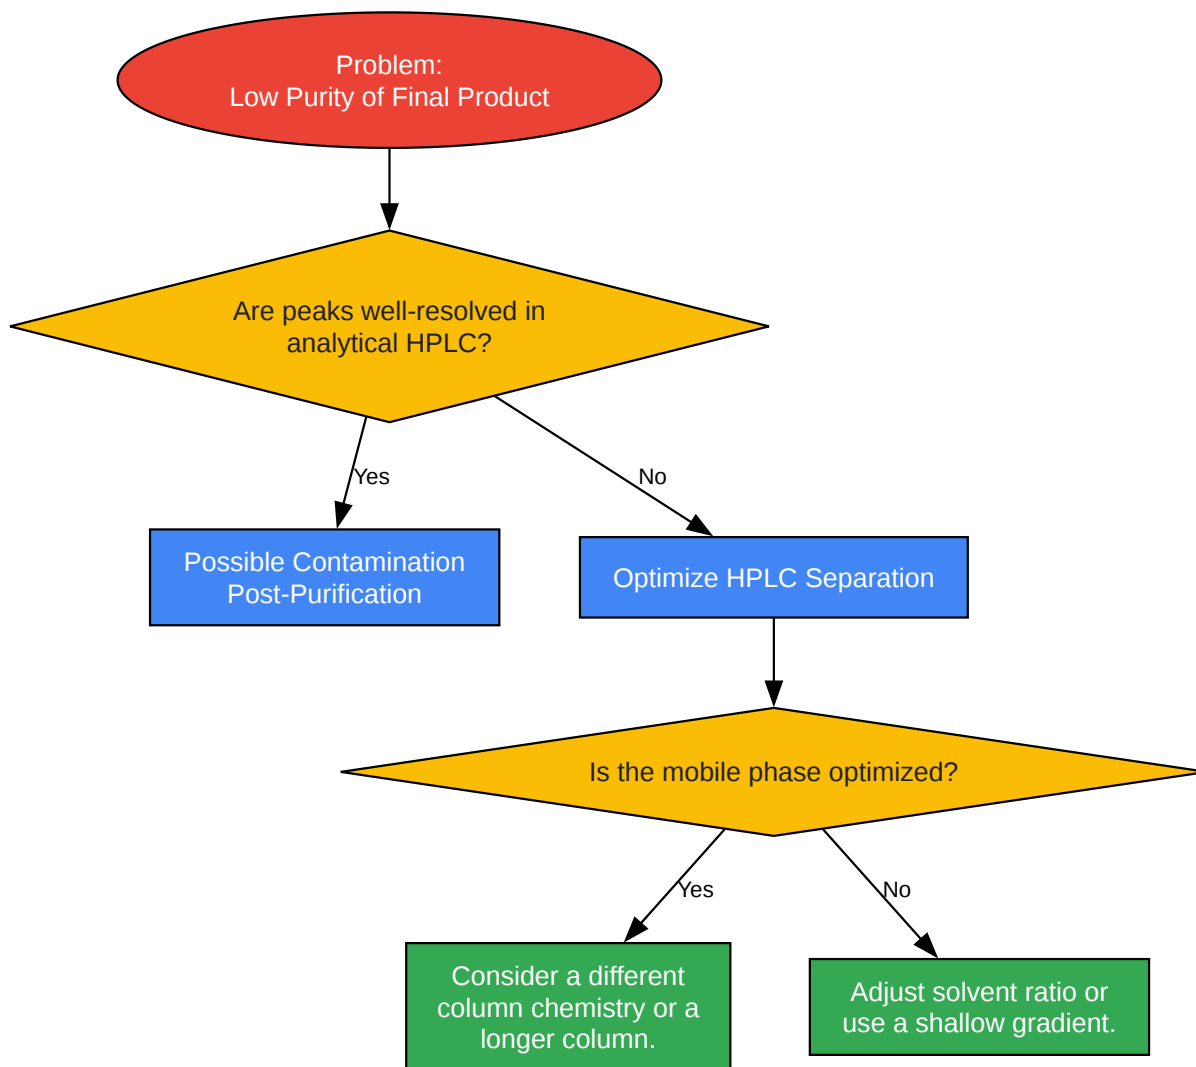 Problem:
Low Purity of Final Product
Are peaks well-resolved in
analytical HPLC?
Yes
No
Possible Contamination
Post-Purification
Optimize HPLC Separation
Is the mobile phase optimized?
Yes
No
Consider a different
column chemistry or a
longer column.
Adjust solvent ratio or
use a shallow gradient.